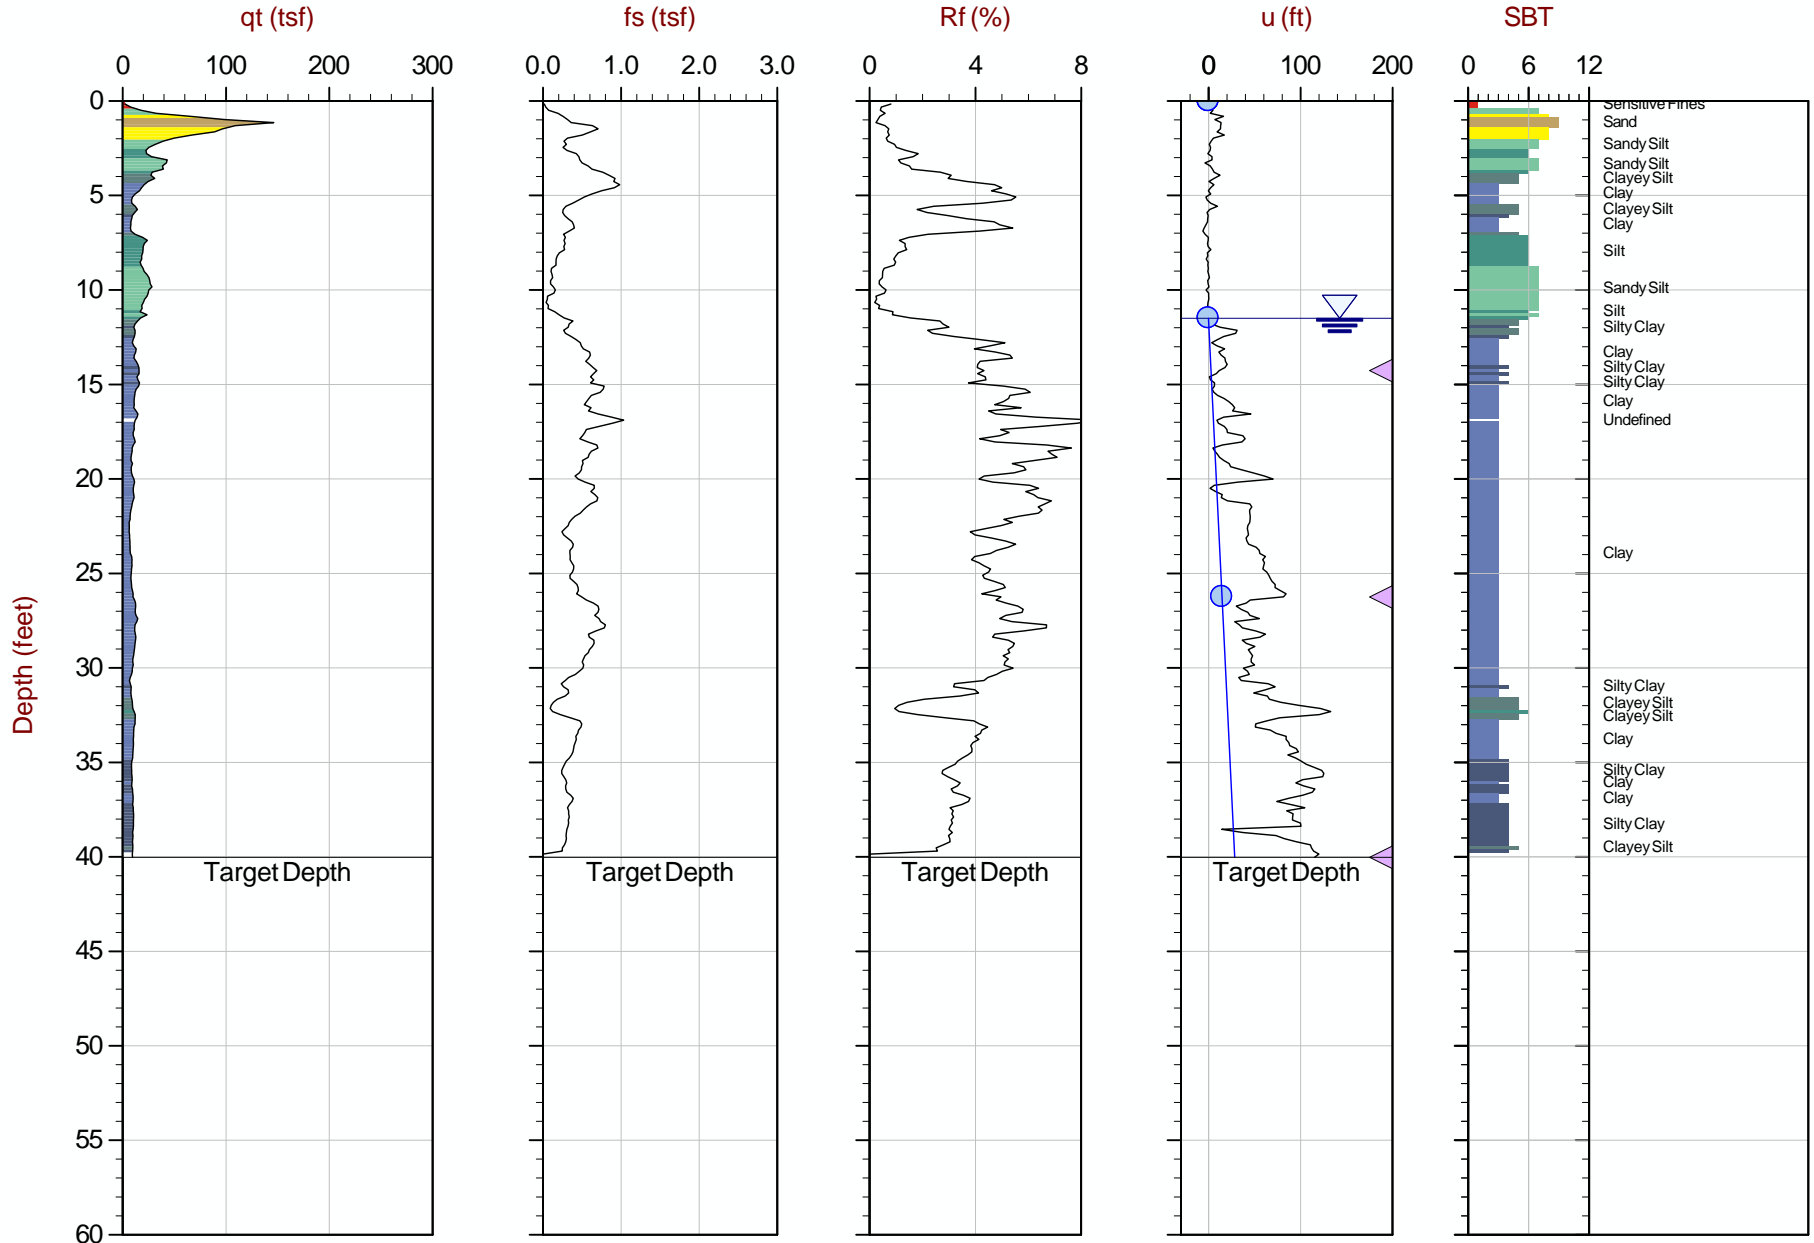 qt (tsf)
fs (tsf)
Rf (%)
u (ft)
SBT
0 100 200 300
0.0 1.0 2.0 3.0
0 4 8
0 100 200
0 6 12
Depth (feet)
0
5
10
15
20
25
30
35
40
45
50
55
60
Sensitive Fines
Sand
Sandy Silt
Sandy Silt
Clayey Silt
Clay
Clayey Silt
Clay
Silt
Sandy Silt
Silt
Silty Clay
Clay
Silty Clay
Silty Clay
Clay
Undefined
Clay
Silty Clay
Clayey Silt
Clayey Silt
Clay
Silty Clay
Clay
Clay
Silty Clay
Clayey Silt
Target Depth
Target Depth
Target Depth
Target Depth